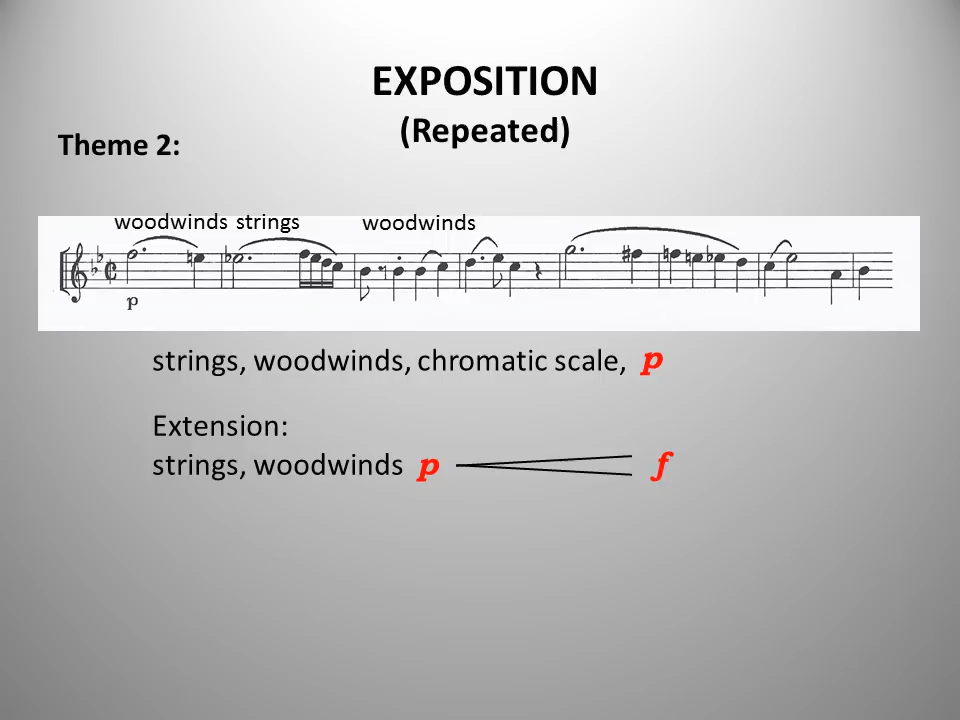 EXPOSITION
(Repeated)
Theme 2:
woodwinds strings woodwinds
p
strings, woodwinds, chromatic scale, p
Extension:
strings, woodwinds p f